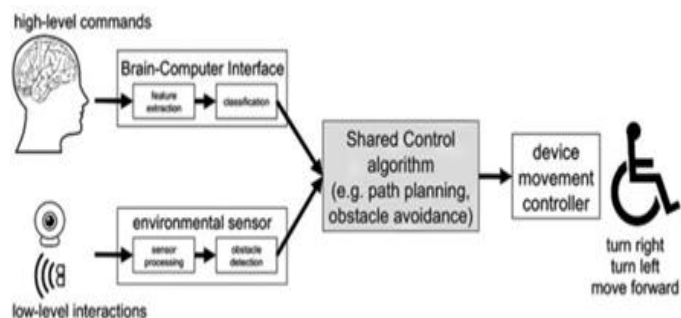 high-level commands
Brain-Computer Interface
feature
extraction
classification
Shared Control
algorithm
(e.g. path planning,
obstacle avoidance)
device
movement
controller
environmental sensor
sensor
processing
obstacle
detection
low-level interactions
turn right
turn left
move forward